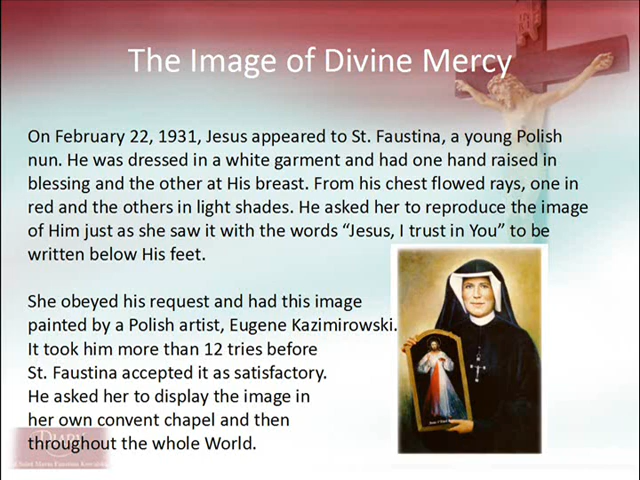 The Image of Divine Mercy
On February 22, 1931, Jesus appeared to St. Faustina, a young Polish
nun. He was dressed in a white garment and had one hand raised in
blessing and the other at His breast. From his chest flowed rays, one in
red and the others in light shades. He asked her to reproduce the image
of Him just as she saw it with the words “Jesus, I trust in You” to be
written below His feet.
She obeyed his request and had this image
painted by a Polish artist, Eugene Kazimirowski.
It took him more than 12 tries before
St. Faustina accepted it as satisfactory.
He asked her to display the image in
her own convent chapel and then
throughout the whole World.
DIARY